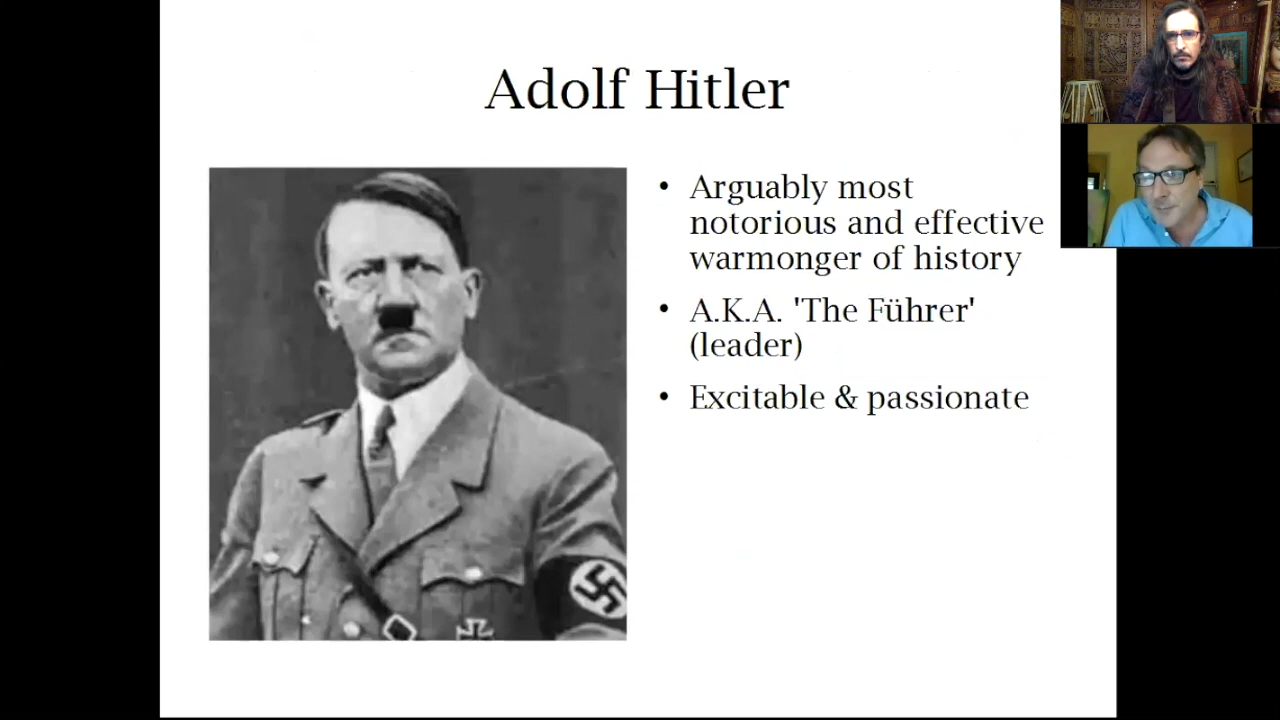 Adolf Hitler
• Arguably most
notorious and effective
warmonger of history
• A.K.A. 'The Führer'
(leader)
• Excitable & passionate